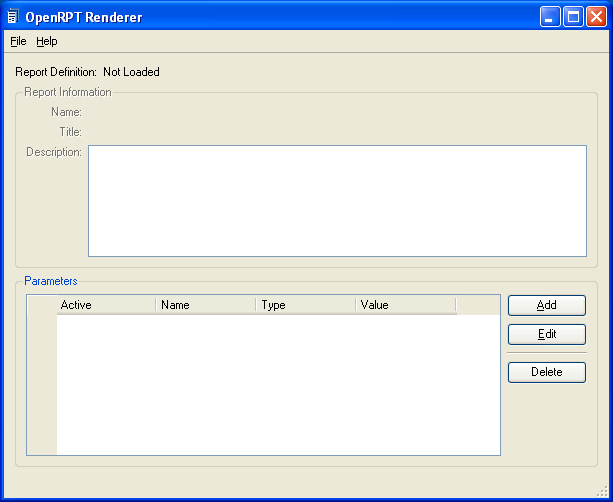 OpenRPT Renderer
File Help
Report Definition: Not Loaded
Report Information
Name:
Title:
Description:
Parameters
Active Name Type Value
Add
Edit
Delete